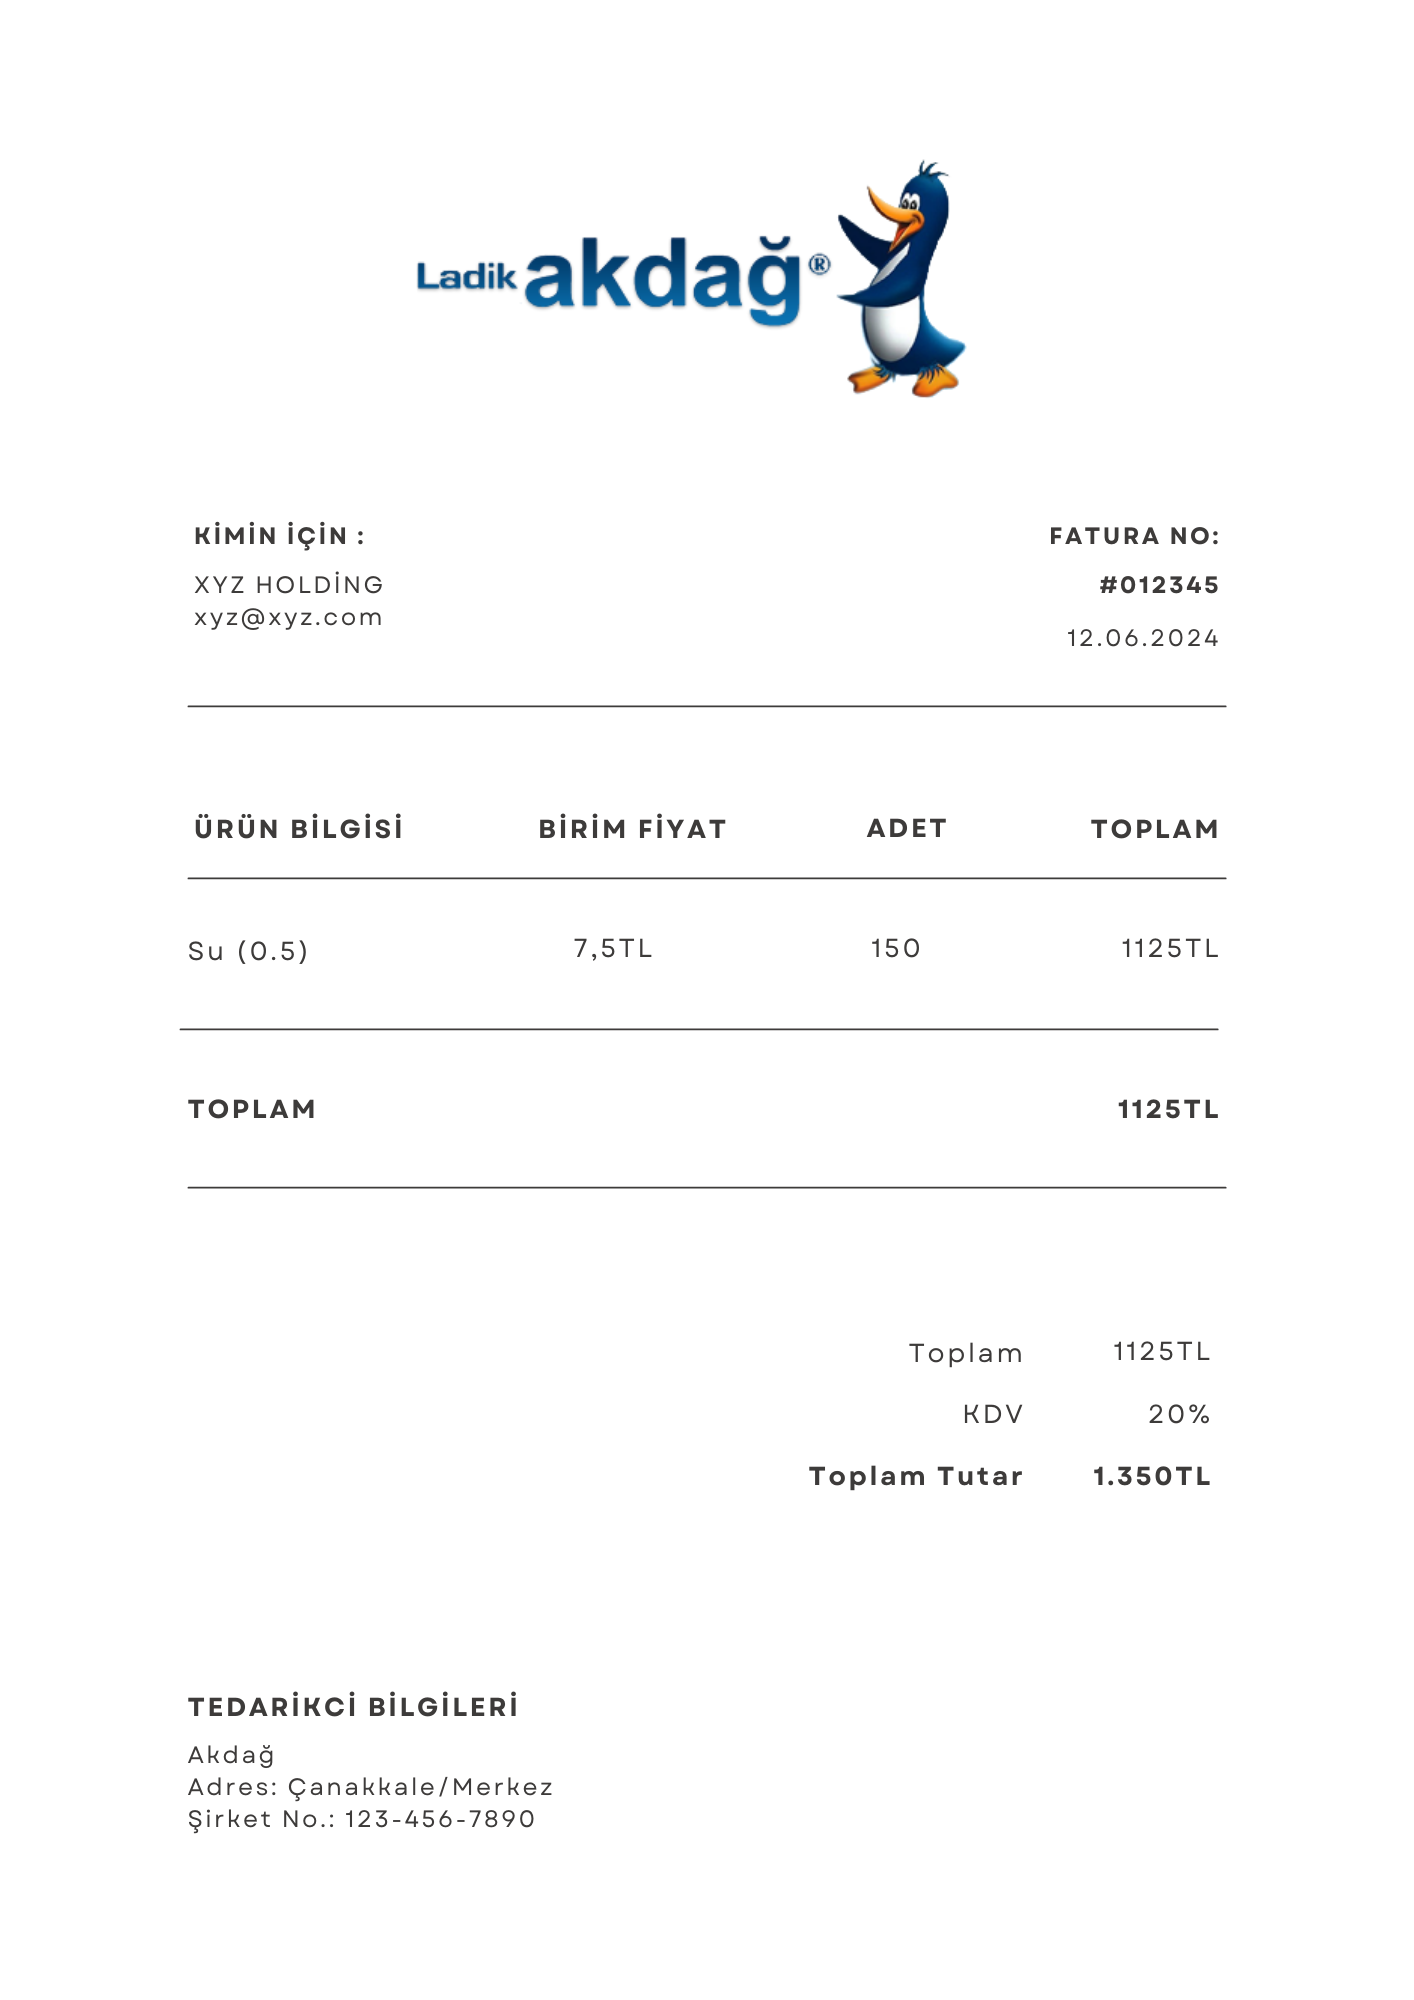 Ladik akdağ®
KİMİN İÇİN :
XYZ HOLDİNG
xyz@xyz.com
FATURA NO:
#012345
12.06.2024
ÜRÜN BİLGİSİ BİRİM FİYAT ADET TOPLAM
Su (0.5) 7,5TL 150 1125TL
TOPLAM 1125TL
Toplam 1125TL
KDV 20%
Toplam Tutar 1.350TL
TEDARİKCİ BİLGİLERİ
Akdağ
Adres: Çanakkale/Merkez
Şirket No.: 123-456-7890